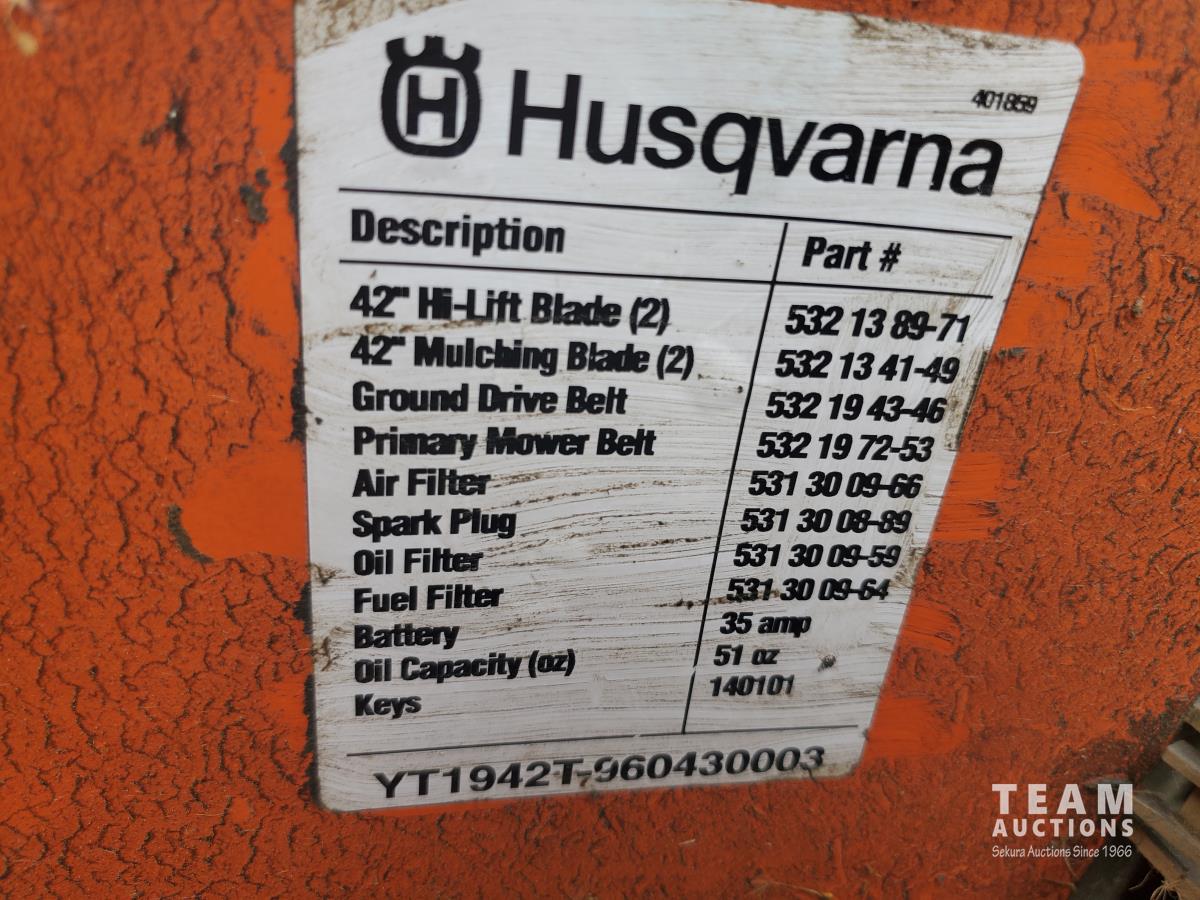 Husqvarna
401859
Description Part #
42" Hi-Lift Blade (2) 532 13 89-71
42" Mulching Blade (2) 532 13 41-49
Ground Drive Belt 532 19 43-46
Primary Mower Belt 532 19 72-53
Air Filter 531 30 09-66
Spark Plug 531 30 08-89
Oil Filter 531 30 09-59
Fuel Filter 531 30 09-64
Battery 35 amp
Oil Capacity (oz) 51 oz
Keys 140101
YT1942T-960430003
TEAM
AUCTIONS
Sekura Auctions Since 1966